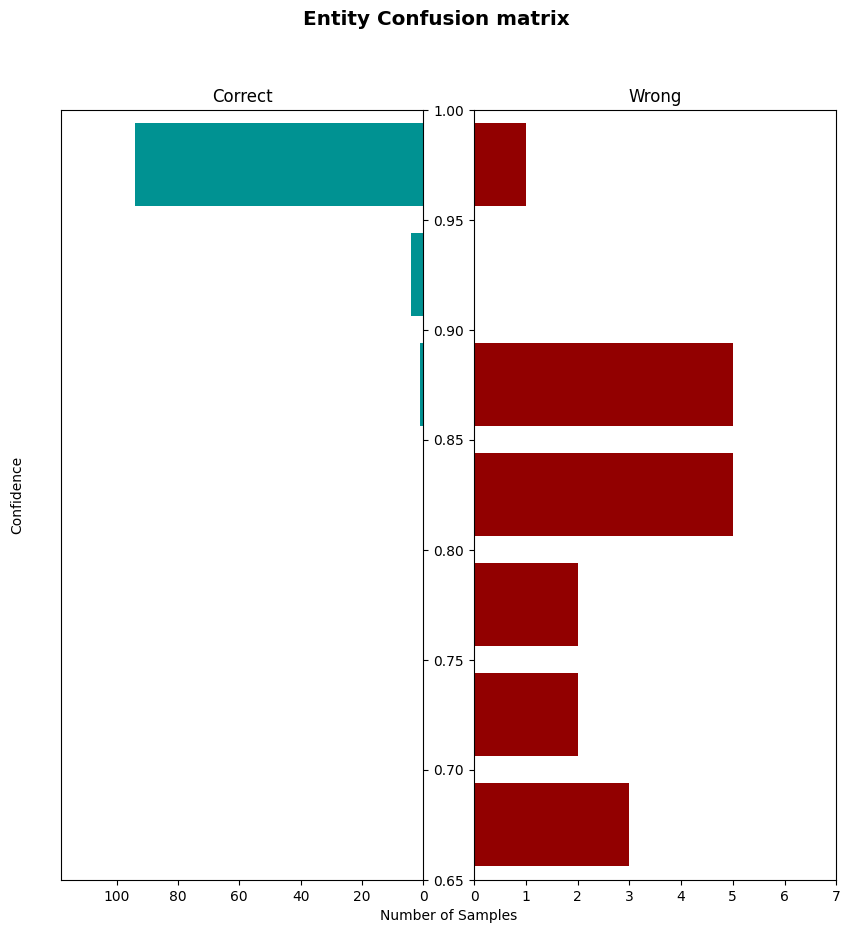 Entity Confusion matrix
Correct
Wrong
Confidence
1.00
0.95
0.90
0.85
0.80
0.75
0.70
0.65
100 80 60 40 20 0
0 1 2 3 4 5 6 7
Number of Samples